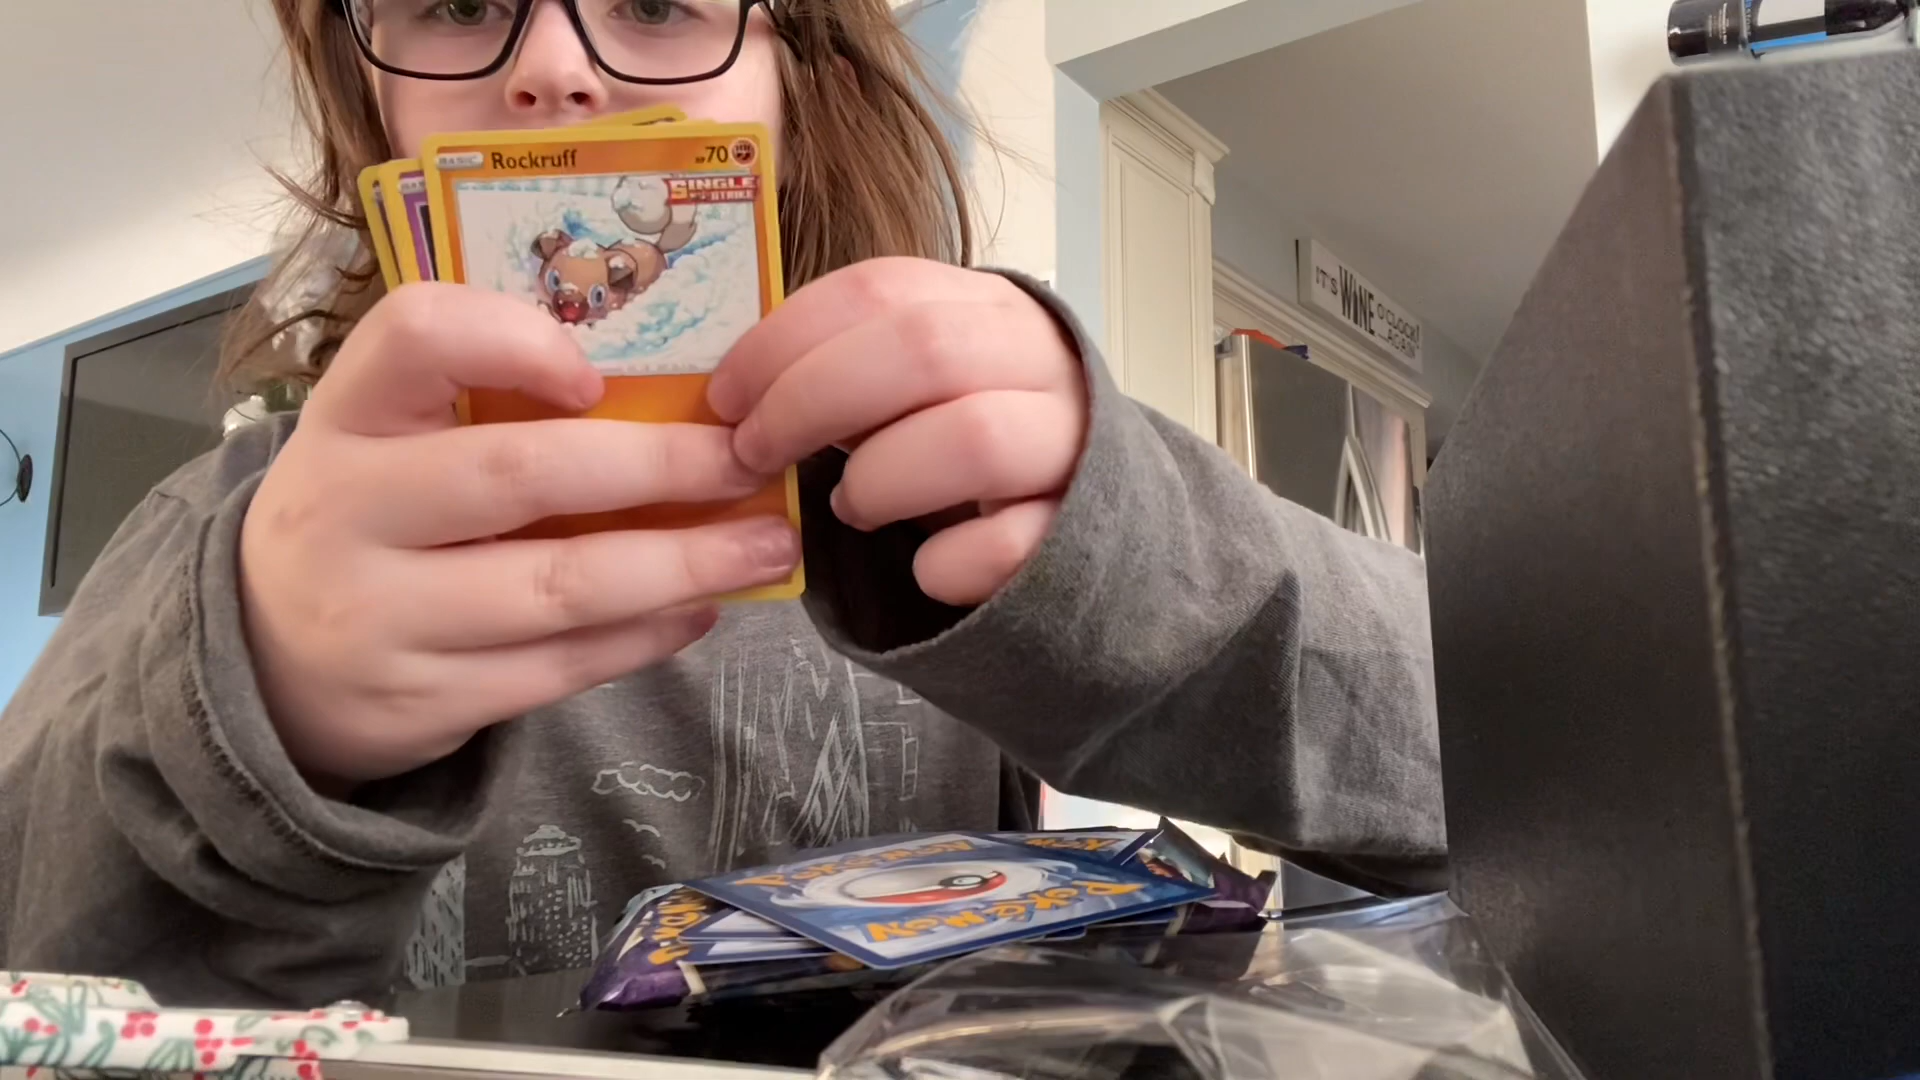 BASIC
Rockruff
HP70
SINGLE
STRIKE
IT'S WINE O'CLOCK!
AGAIN
POKéMON
POKéMON